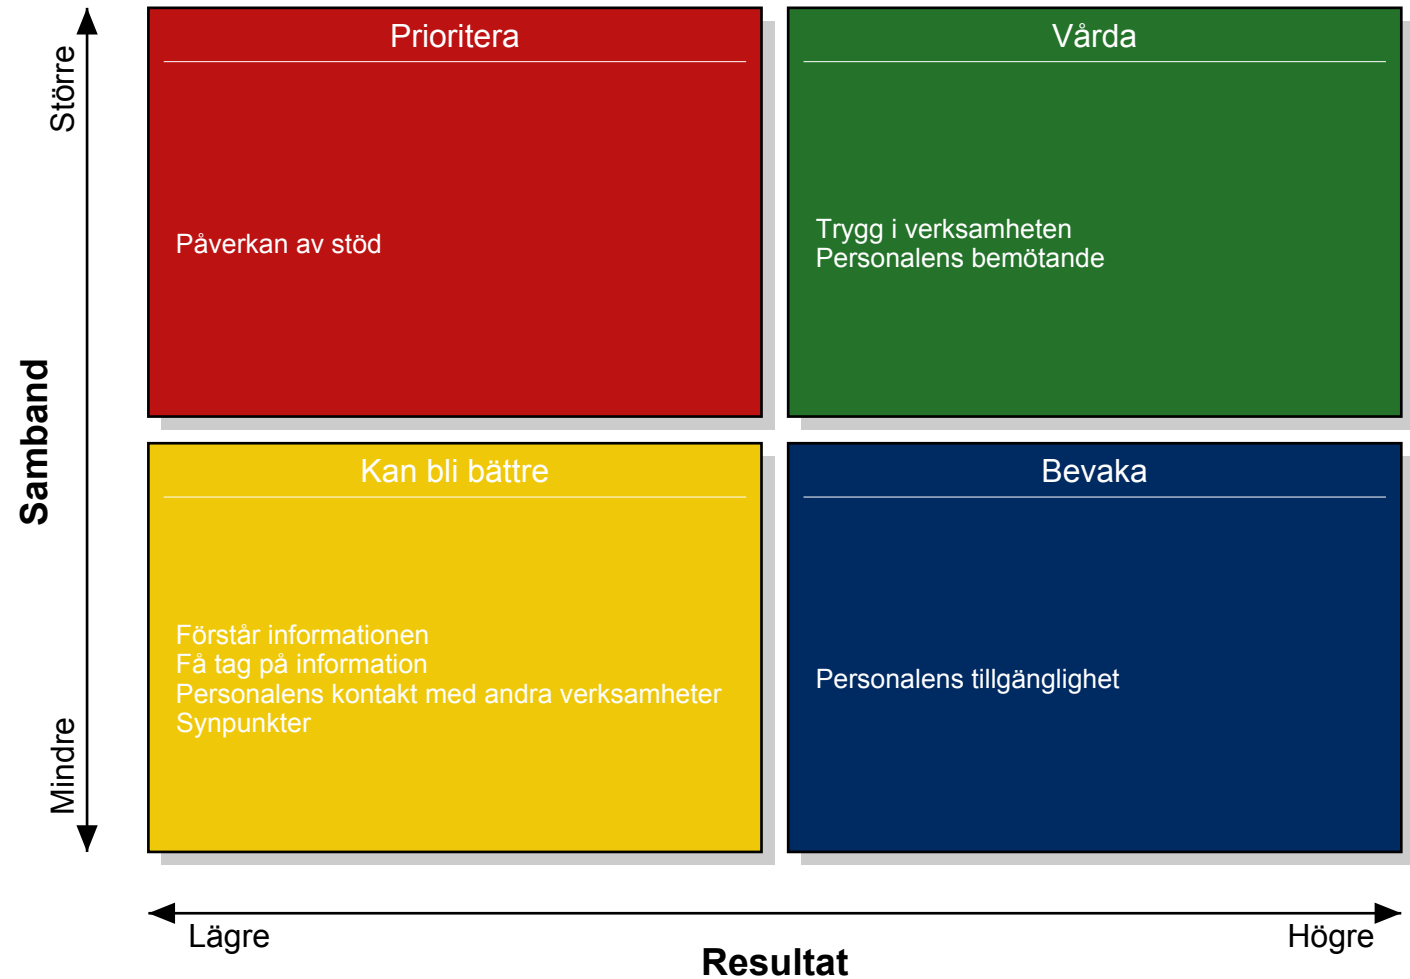 Större
Prioritera
Påverkan av stöd
Vårda
Trygg i verksamheten
Personalens bemötande
Samband
Kan bli bättre
Förstår informationen
Få tag på information
Personalens kontakt med andra verksamheter
Synpunkter
Bevaka
Personalens tillgänglighet
Mindre
Lägre
Högre
Resultat